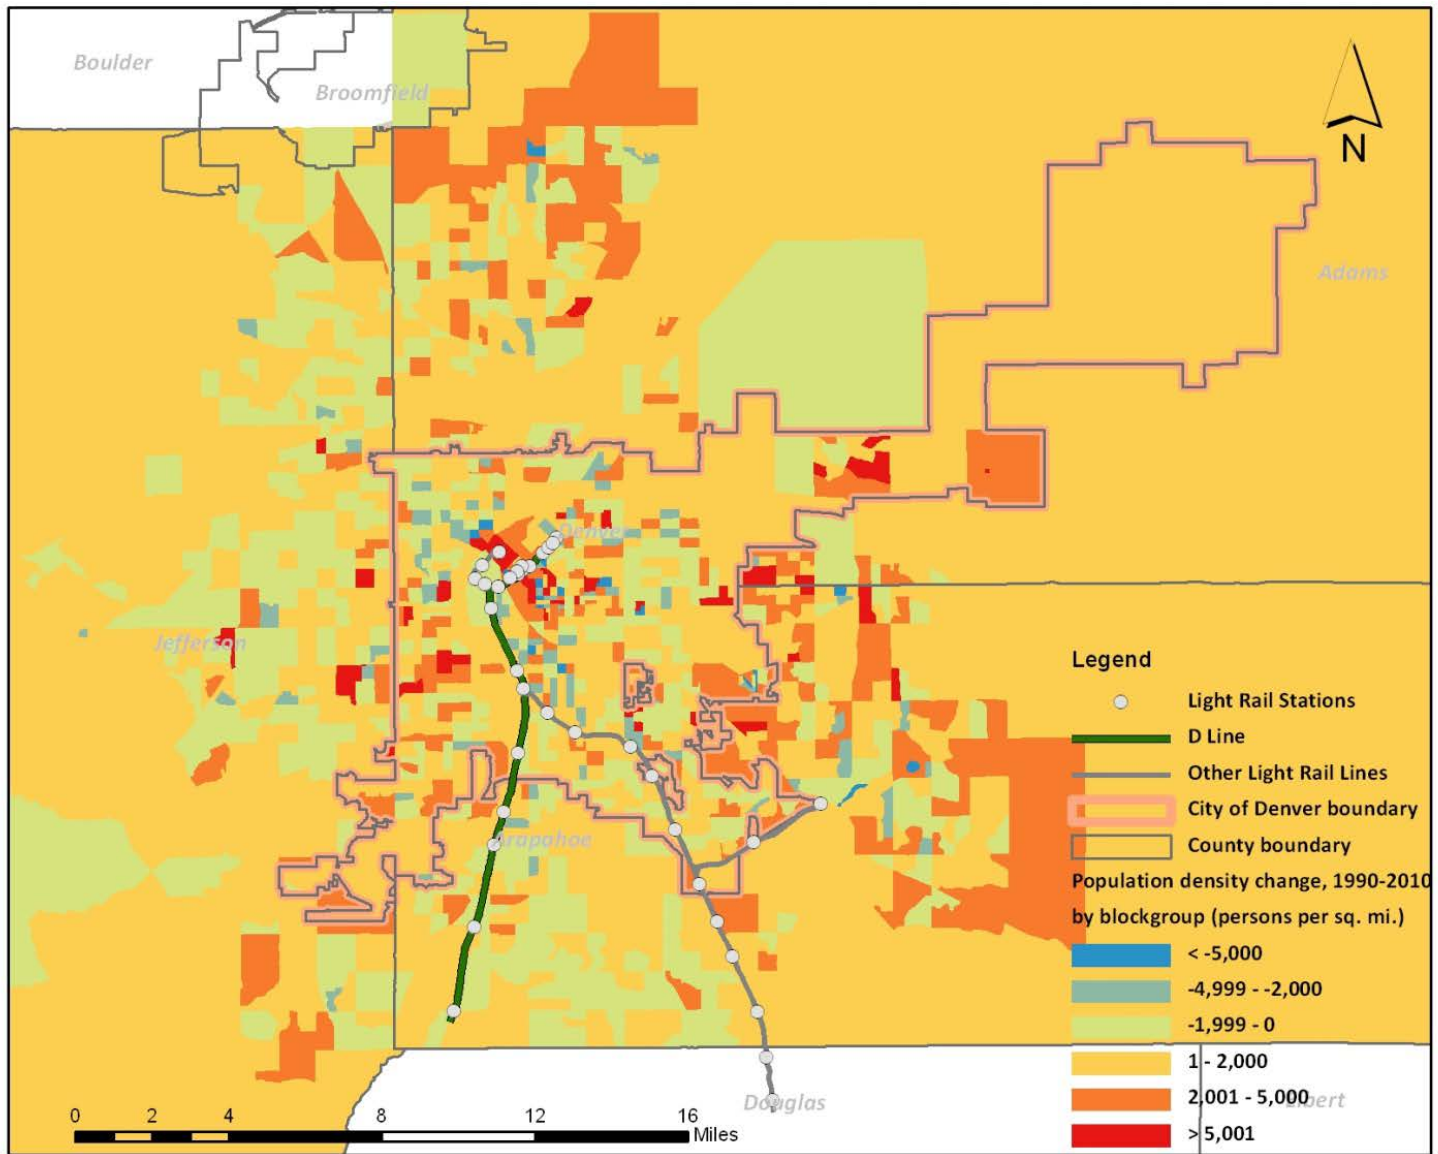 Boulder
Broomfield
N
Adams
Denver
Jefferson
Arapahoe
Legend
Light Rail Stations
D Line
Other Light Rail Lines
City of Denver boundary
County boundary
Population density change, 1990-2010
by blockgroup (persons per sq. mi.)
< -5,000
-4,999 - -2,000
-1,999 - 0
1 - 2,000
2,001 - 5,000
> 5,001
Douglas
Elbert
0 2 4 8 12 16
Miles